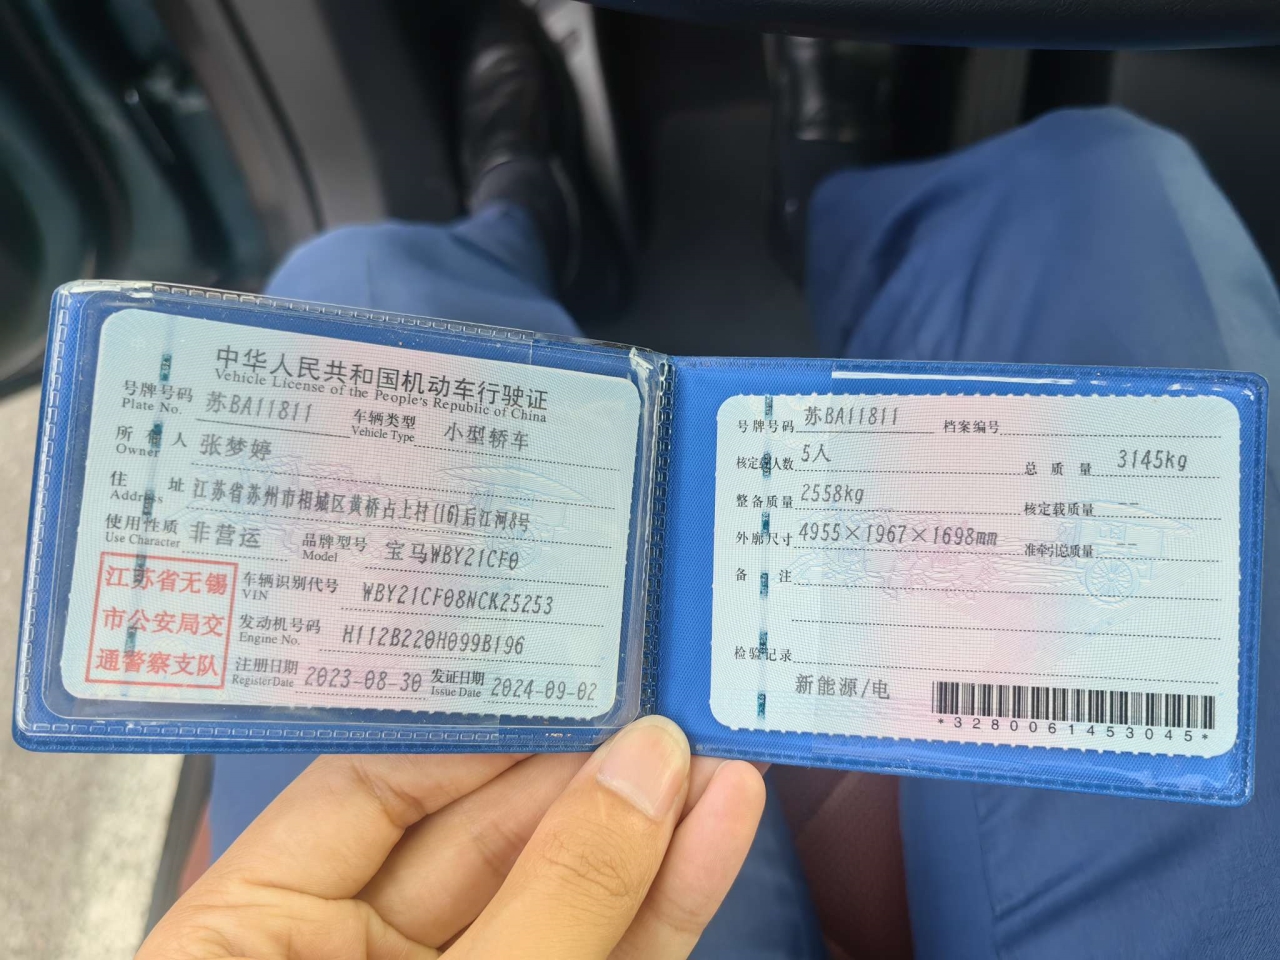 中华人民共和国机动车行驶证
Vehicle License of the People's Republic of China
号牌号码 苏BA11811 车辆类型 小型轿车
Plate No. Vehicle Type
所有人 张梦婷
Owner
住址 江苏省苏州市相城区黄桥占上村(16)后江河8号
Address
使用性质 非营运 品牌型号 宝马WBY21CF0
Use Character Model
江苏省无锡
市公安局交
通警察支队
车辆识别代号 WBY21CF08NCK25253
VIN
发动机号码 H112B220H099B196
Engine No.
注册日期 2023-08-30 发证日期 2024-09-02
Register Date Issue Date
号牌号码 苏BA11811 档案编号
核定载人数 5人 总质量 3145kg
整备质量 2558kg 核定载质量 --
外廓尺寸 4955×1967×1698mm 准牵引总质量 --
备注
检验记录
新能源/电
*3280061453045*